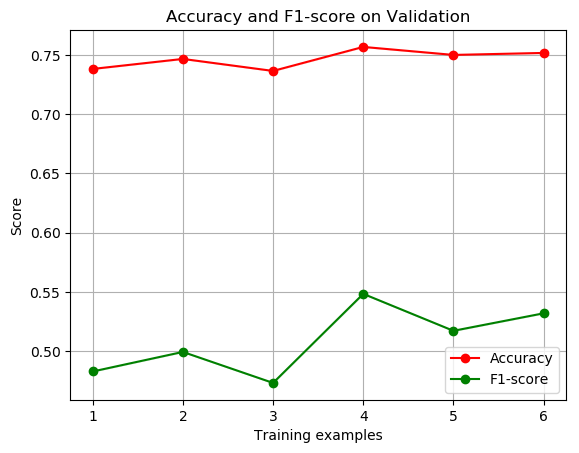 Accuracy and F1-score on Validation
Score
0.75
0.70
0.65
0.60
0.55
0.50
Accuracy
F1-score
1 2 3 4 5 6
Training examples